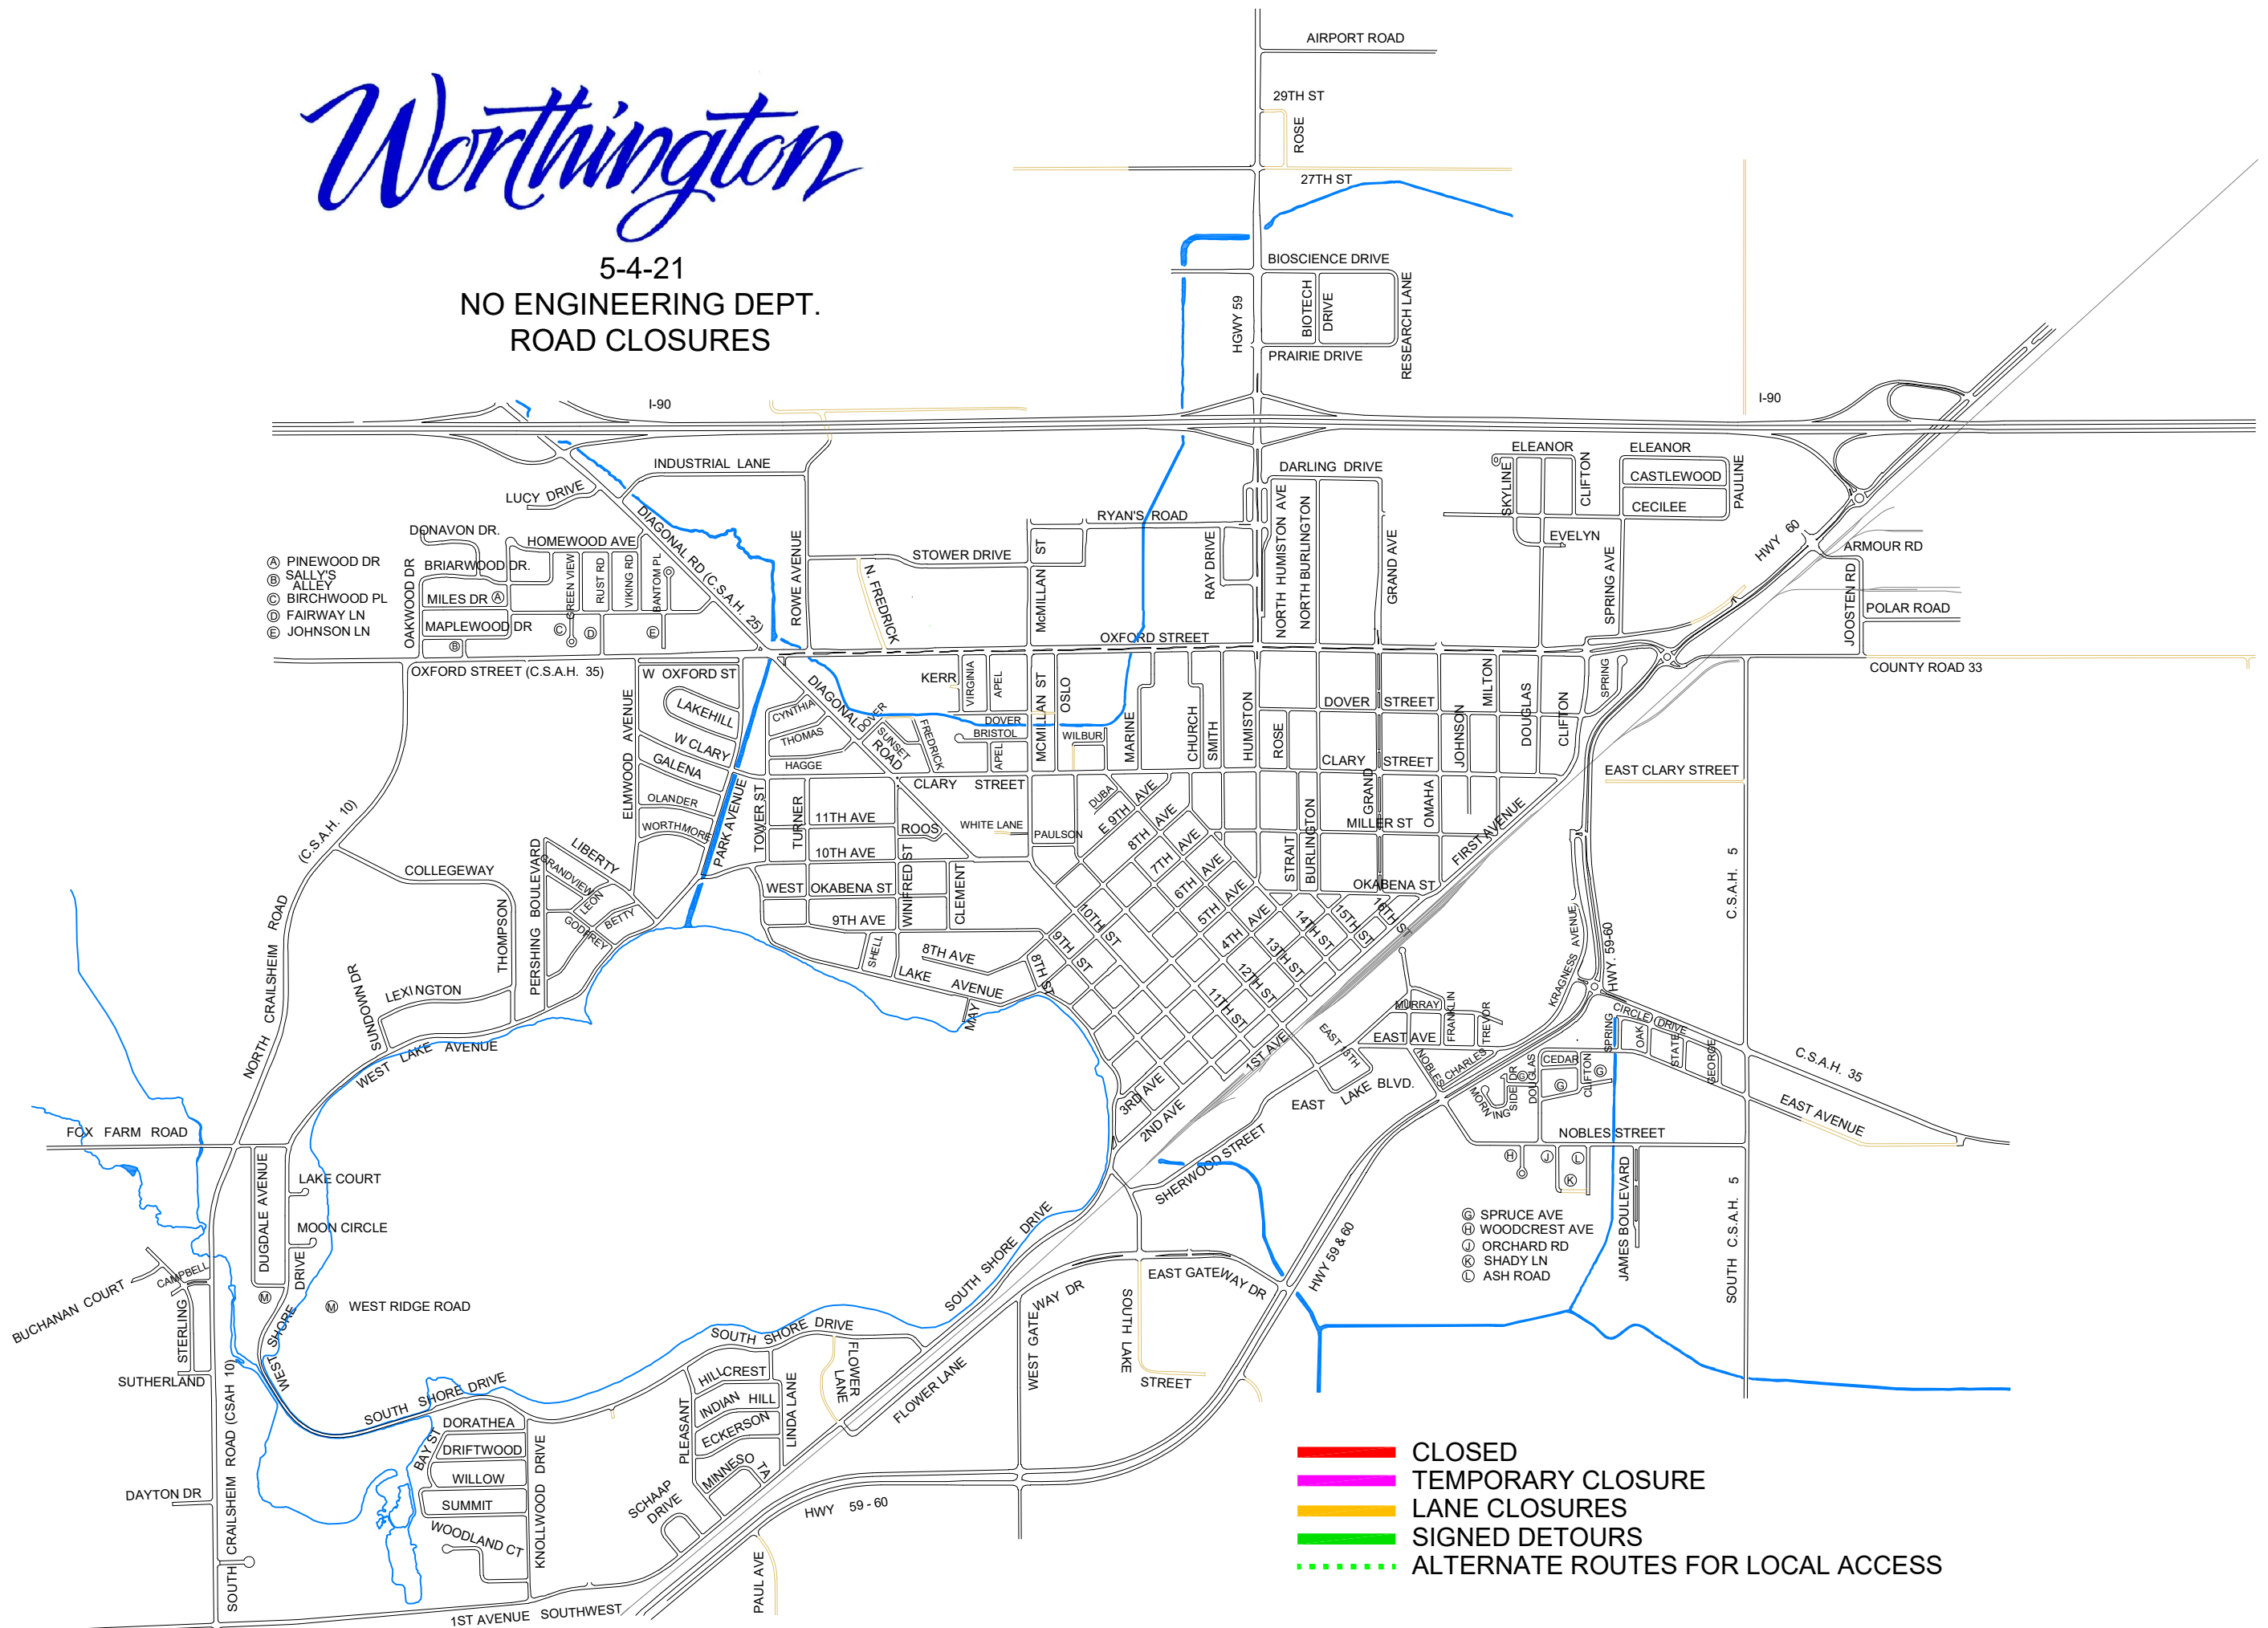 Worthington
5-4-21
NO ENGINEERING DEPT.
ROAD CLOSURES
AIRPORT ROAD
29TH ST
ROSE
27TH ST
BIOSCIENCE DRIVE
HGWY 59
BIOTECH
DRIVE
RESEARCH LANE
PRAIRIE DRIVE
I-90
I-90
INDUSTRIAL LANE
LUCY DRIVE
DIAGONAL RD (C.S.A.H. 25)
DONAVON DR.
HOMEWOOD AVE
BRIARWOOD DR.
OAKWOOD DR
MILES DR A
MAPLEWOOD DR
B
GREEN VIEW
RUST RD
VIKING RD
BANTOM PL
C
D
E
A PINEWOOD DR
B SALLY'S
ALLEY
C BIRCHWOOD PL
D FAIRWAY LN
E JOHNSON LN
ROWE AVENUE
N. FREDRICK
STOWER DRIVE
McMILLAN ST
RYAN'S ROAD
RAY DRIVE
DARLING DRIVE
NORTH HUMISTON AVE
NORTH BURLINGTON
GRAND AVE
SKYLINE
ELEANOR
CLIFTON
ELEANOR
CASTLEWOOD
CECILEE
PAULINE
EVELYN
SPRING AVE
HWY 60
ARMOUR RD
JOOSTEN RD
POLAR ROAD
COUNTY ROAD 33
OXFORD STREET
OXFORD STREET (C.S.A.H. 35)
W OXFORD ST
LAKEHILL
ELMWOOD AVENUE
W CLARY
GALENA
OLANDER
WORTHMORE
PARK AVENUE
CYNTHIA
THOMAS
HAGGE
DIAGONAL
ROAD
DOVER
SUNSET
FREDRICK
KERR
VIRGINIA
APEL
DOVER
BRISTOL
APEL
MCMILLAN ST
OSLO
WILBUR
MARINE
CHURCH
SMITH
HUMISTON
ROSE
DOVER STREET
CLARY STREET
GRAND
JOHNSON
MILTON
DOUGLAS
CLIFTON
SPRING
CLARY STREET
EAST CLARY STREET
TOWER ST
TURNER
11TH AVE
ROOS
10TH AVE
WINIFRED ST
WEST OKABENA ST
CLEMENT
9TH AVE
SHELL
8TH AVE
LAKE AVENUE
MAY
WHITE LANE
PAULSON
DUBA
E 9TH AVE
8TH AVE
7TH AVE
6TH AVE
5TH AVE
4TH AVE
3RD AVE
2ND AVE
1ST AVE
8TH ST
9TH ST
10TH ST
11TH ST
12TH ST
13TH ST
14TH ST
15TH ST
16TH ST
STRAIT
BURLINGTON
MILLER ST
OMAHA
OKABENA ST
FIRST AVENUE
C.S.A.H. 5
KRAGNESS AVENUE
HWY. 59-60
(C.S.A.H. 10)
NORTH CRAILSHEIM ROAD
COLLEGEWAY
THOMPSON
PERSHING BOULEVARD
LIBERTY
GRANDVIEW
LEON
GODFREY
BETTY
SUNDOWN DR
LEXINGTON
WEST LAKE AVENUE
MURRAY
FRANKLIN
TREVOR
EAST AVE
EAST 15TH
NOBLES
CHARLES
EAST LAKE BLVD.
MORNING
SIDE DR
G
DOUGLAS
CEDAR
G
CLIFTON
G
SPRING
CIRCLE DRIVE
OAK
STATE
GEORGE
C.S.A.H. 35
EAST AVENUE
NOBLES STREET
H
J
L
K
JAMES BOULEVARD
SOUTH C.S.A.H. 5
G SPRUCE AVE
H WOODCREST AVE
J ORCHARD RD
K SHADY LN
L ASH ROAD
FOX FARM ROAD
DUGDALE AVENUE
LAKE COURT
MOON CIRCLE
WEST SHORE DRIVE
M
M WEST RIDGE ROAD
BUCHANAN COURT
CAMPBELL
STERLING
SUTHERLAND
SOUTH CRAILSHEIM ROAD (CSAH 10)
DAYTON DR
SHERWOOD STREET
SOUTH SHORE DRIVE
SOUTH SHORE DRIVE
SOUTH SHORE DRIVE
EAST GATEWAY DR
WEST GATE WAY DR
SOUTH LAKE
STREET
HWY 59 & 60
FLOWER
LANE
FLOWER LANE
HILLCREST
INDIAN HILL
ECKERSON
MINNESOTA
PLEASANT
LINDA LANE
SCHAAP
DRIVE
DORATHEA
BAY ST
DRIFTWOOD
WILLOW
SUMMIT
WOODLAND CT
KNOLLWOOD DRIVE
HWY 59 - 60
PAUL AVE
1ST AVENUE SOUTHWEST
CLOSED
TEMPORARY CLOSURE
LANE CLOSURES
SIGNED DETOURS
ALTERNATE ROUTES FOR LOCAL ACCESS